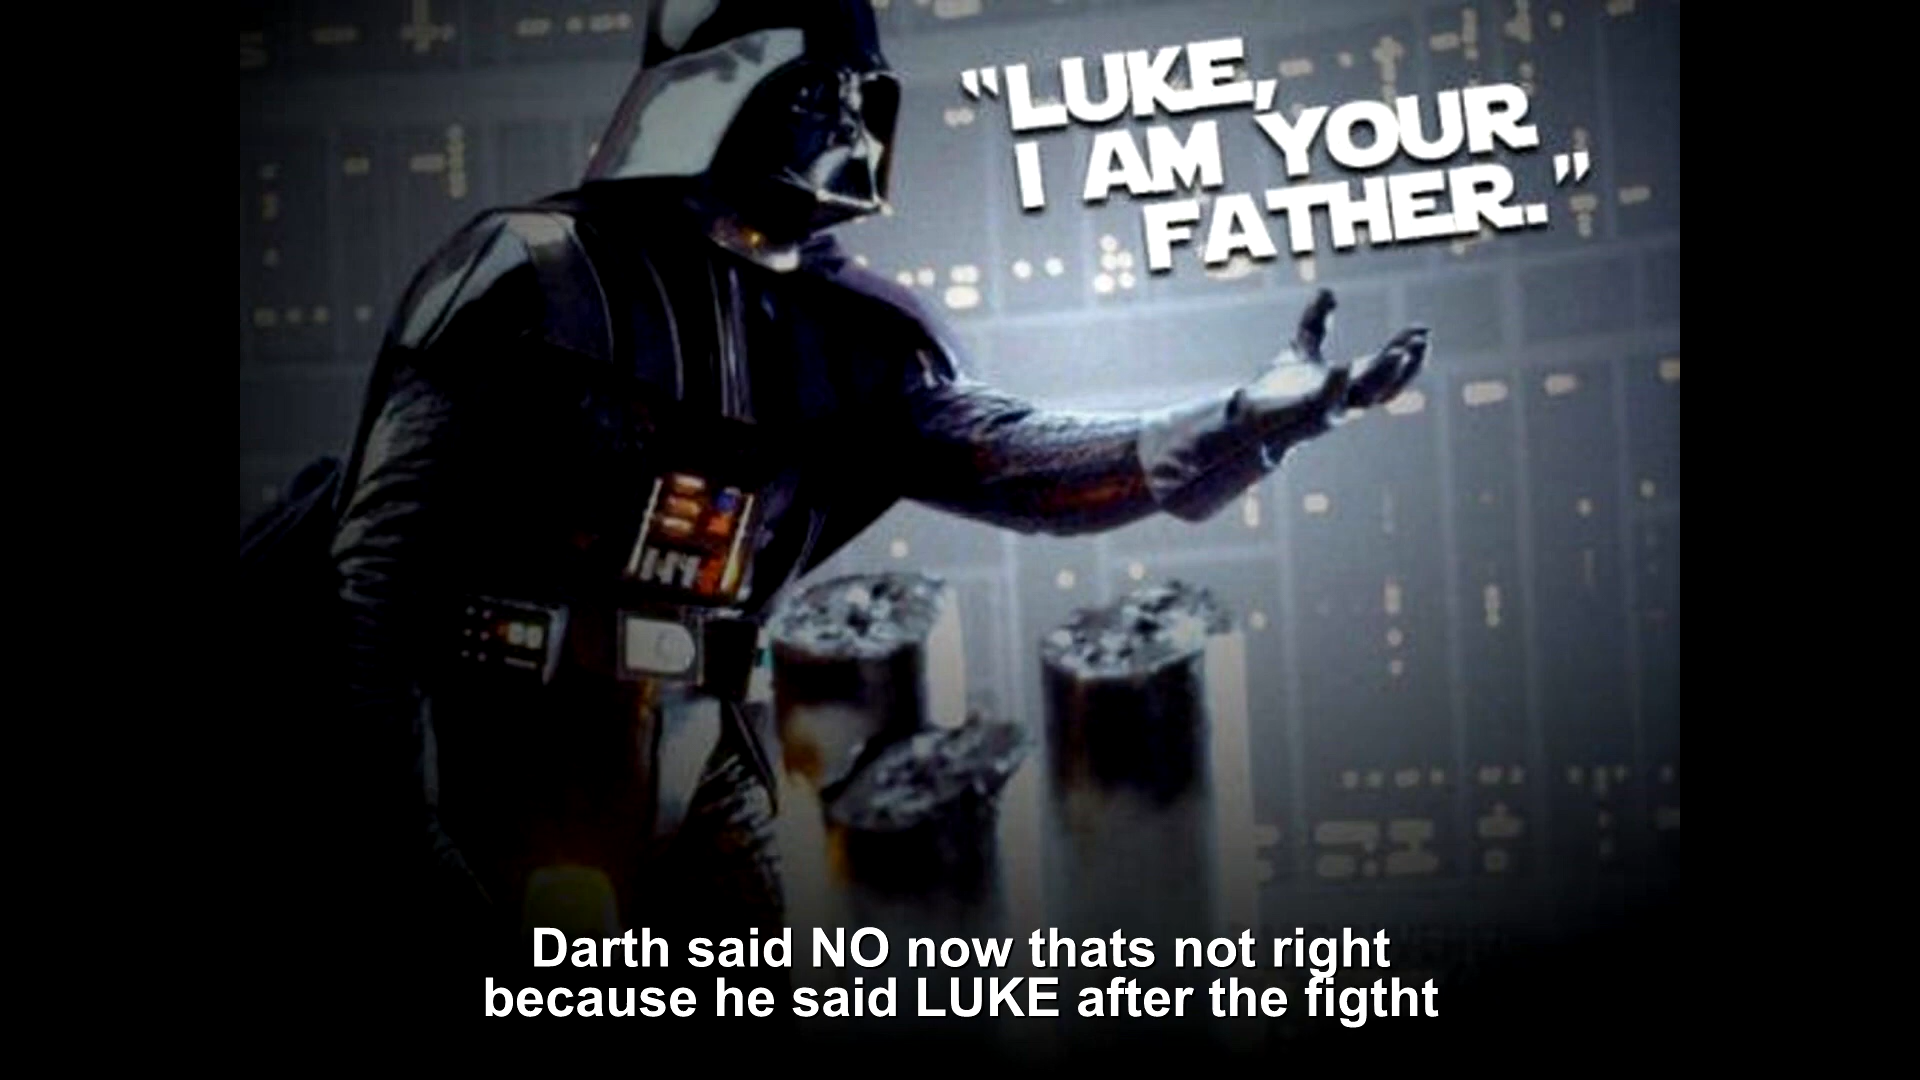 "LUKE,
I AM YOUR
FATHER."
Darth said NO now thats not right
because he said LUKE after the figtht